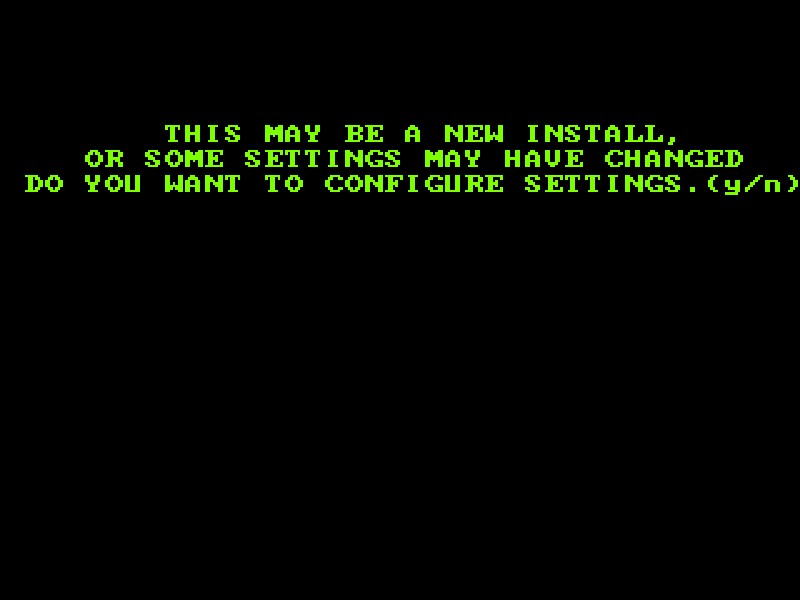 THIS MAY BE A NEW INSTALL,
OR SOME SETTINGS MAY HAVE CHANGED
DO YOU WANT TO CONFIGURE SETTINGS.(y/n)